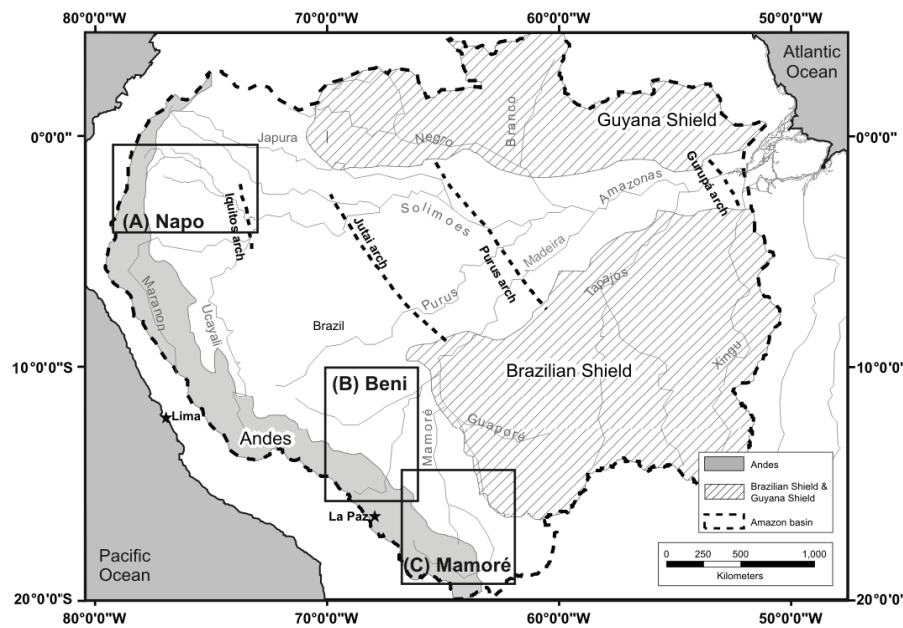 80°0'0"W
70°0'0"W
60°0'0"W
50°0'0"W
Atlantic
Ocean
Guyana Shield
0°0'0"
0°0'0"
Japura
Negro
Branco
Gurupá arch
Amazonas
(A) Napo
Iquitos arch
Solimoes
Jutai arch
Purus arch
Madeira
Tapajos
Maranon
Ucayali
Purus
Brazil
Xingu
10°0'0"S
10°0'0"S
(B) Beni
Brazilian Shield
Lima
Andes
Mamoré
Guaporé
Andes
Brazilian Shield &
Guyana Shield
Amazon basin
La Paz
(C) Mamoré
Pacific
Ocean
0 250 500 1,000
Kilometers
20°0'0"S
20°0'0"S
80°0'0"W
70°0'0"W
60°0'0"W
50°0'0"W